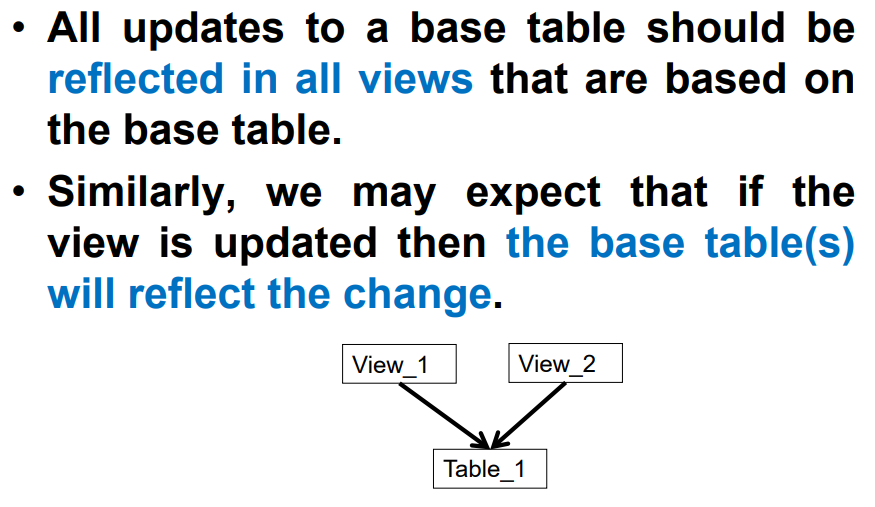 • All updates to a base table should be
reflected in all views that are based on
the base table.
• Similarly, we may expect that if the
view is updated then the base table(s)
will reflect the change.
View_1
View_2
Table_1